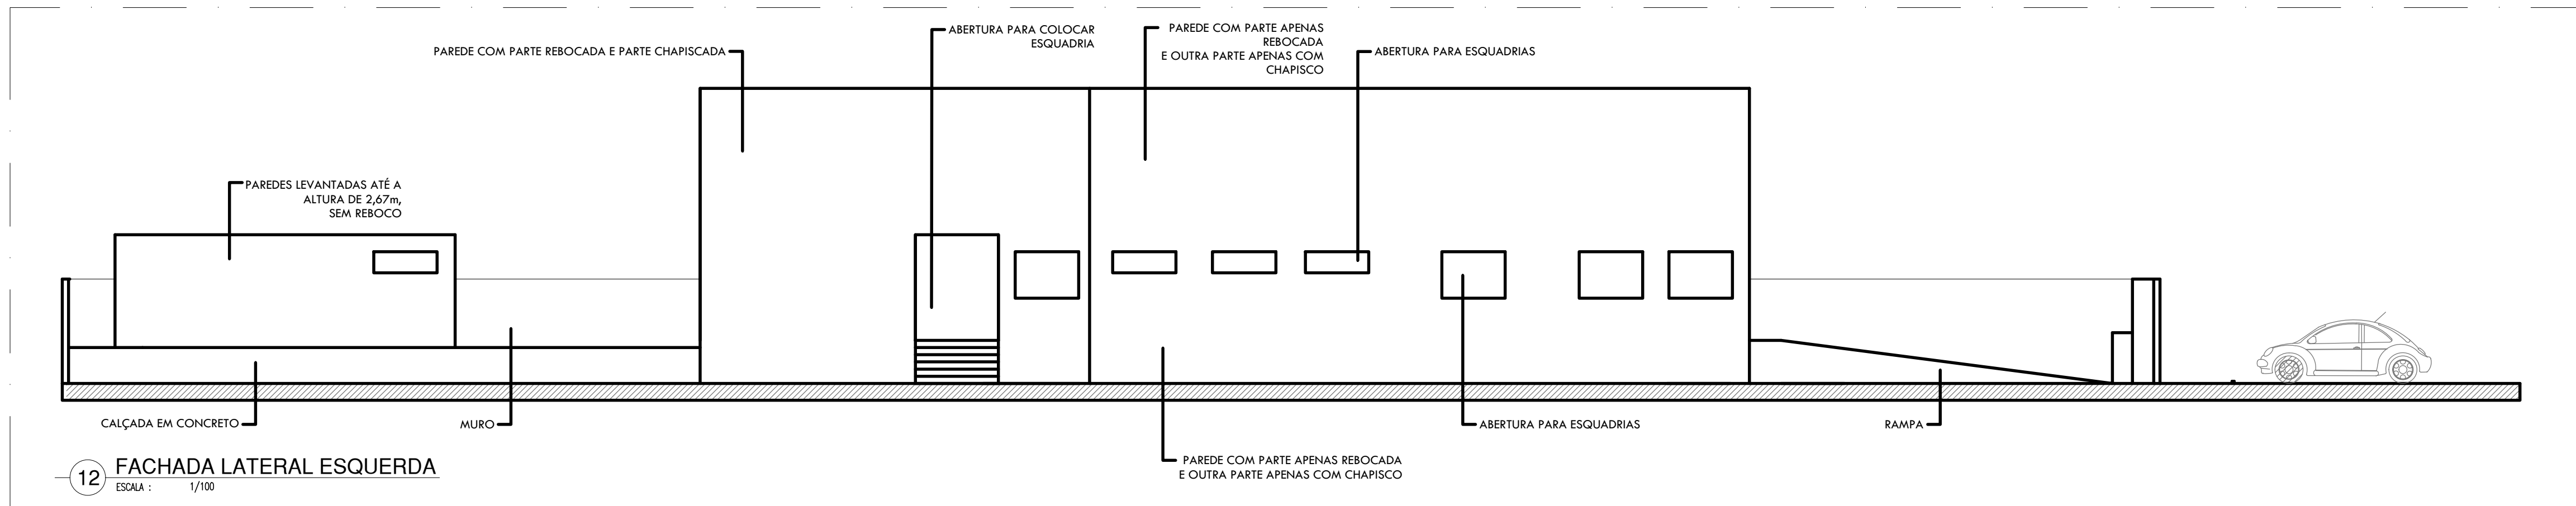 ABERTURA PARA COLOCAR
ESQUADRIA
PAREDE COM PARTE APENAS
REBOCADA
E OUTRA PARTE APENAS COM
CHAPISCO
PAREDE COM PARTE REBOCADA E PARTE CHAPISCADA
ABERTURA PARA ESQUADRIAS
PAREDES LEVANTADAS ATÉ A
ALTURA DE 2,67m,
SEM REBOCO
CALÇADA EM CONCRETO
MURO
ABERTURA PARA ESQUADRIAS
RAMPA
PAREDE COM PARTE APENAS REBOCADA
E OUTRA PARTE APENAS COM CHAPISCO
12 FACHADA LATERAL ESQUERDA
ESCALA : 1/100